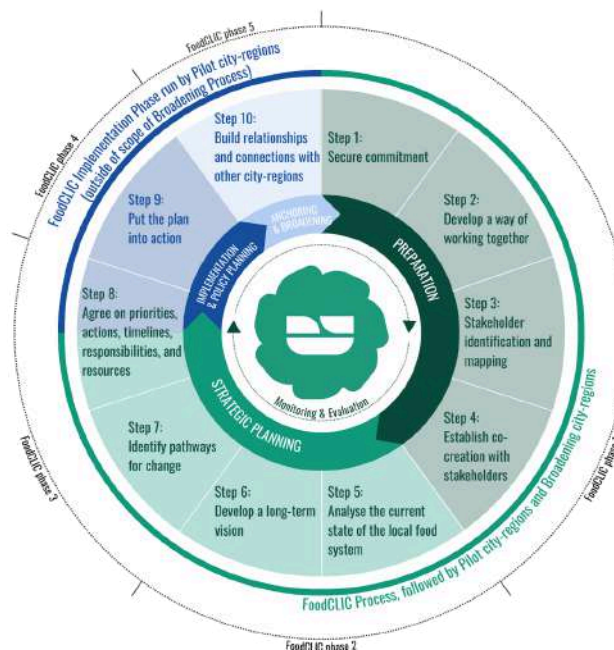 FoodCLIC phase 5
FoodCLIC phase 4
FoodCLIC Implementation Phase run by Pilot city-regions
(outside of scope of Broadening Process)
Step 10:
Build relationships
and connections with
other city-regions
Step 1:
Secure commitment
Step 2:
Develop a way of
working together
Step 3:
Stakeholder
identification and
mapping
Step 4:
Establish co-
creation with
stakeholders
Step 5:
Analyse the current
state of the local food
system
Step 6:
Develop a long-term
vision
Step 7:
Identify pathways
for change
Step 8:
Agree on priorities,
actions, timelines,
responsibilities, and
resources
Step 9:
Put the plan
into action
ANCHORING
& BROADENING
PREPARATION
STRATEGIC PLANNING
IMPLEMENTATION
& POLICY PLANNING
Monitoring & Evaluation
FoodCLIC Process, followed by Pilot city-regions and Broadening city-regions
FoodCLIC phase 2
FoodCLIC phase 3